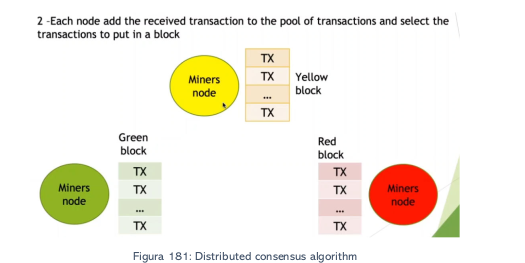 2 -Each node add the received transaction to the pool of transactions and select the
transactions to put in a block
Miners
node
TX
TX
...
TX
Yellow
block
Green
block
Miners
node
TX
TX
...
TX
Red
block
TX
TX
...
TX
Miners
node
Figura 181: Distributed consensus algorithm